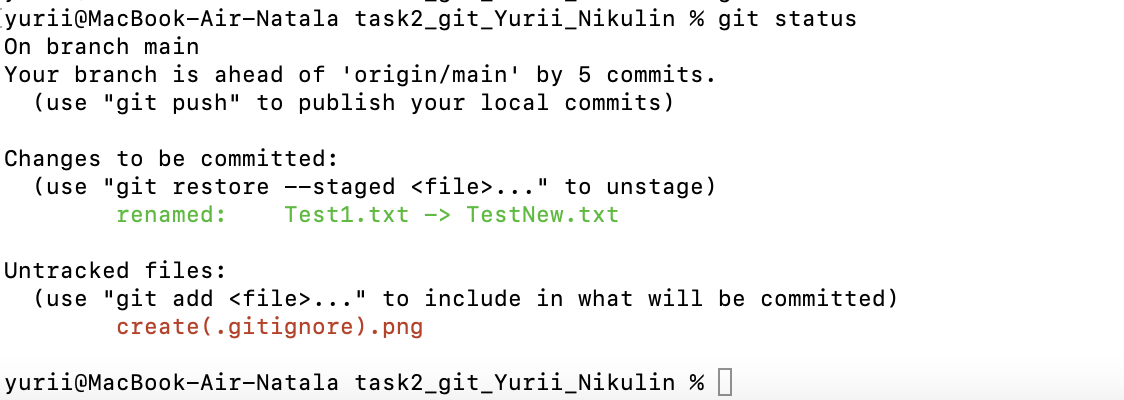 yurii@MacBook-Air-Natala task2_git_Yurii_Nikulin % git status
On branch main
Your branch is ahead of 'origin/main' by 5 commits.
  (use "git push" to publish your local commits)

Changes to be committed:
  (use "git restore --staged <file>..." to unstage)
        renamed:    Test1.txt -> TestNew.txt

Untracked files:
  (use "git add <file>..." to include in what will be committed)
        create(.gitignore).png

yurii@MacBook-Air-Natala task2_git_Yurii_Nikulin %